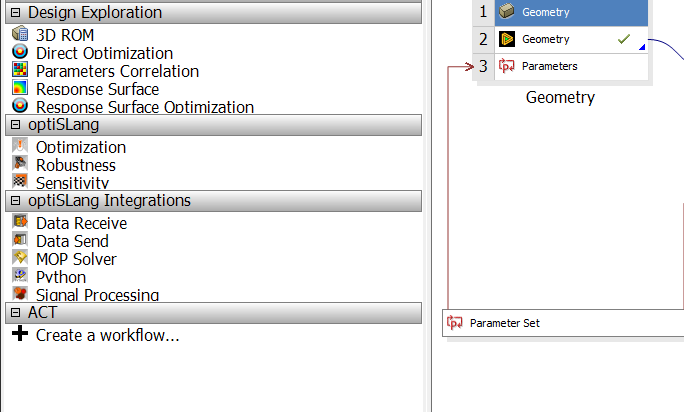 Design Exploration
3D ROM
Direct Optimization
Parameters Correlation
Response Surface
Response Surface Optimization
optiSLang
Optimization
Robustness
Sensitivity
optiSLang Integrations
Data Receive
Data Send
MOP Solver
Python
Signal Processing
ACT
Create a workflow...
1 Geometry
2 Geometry
3 Parameters
Geometry
Parameter Set